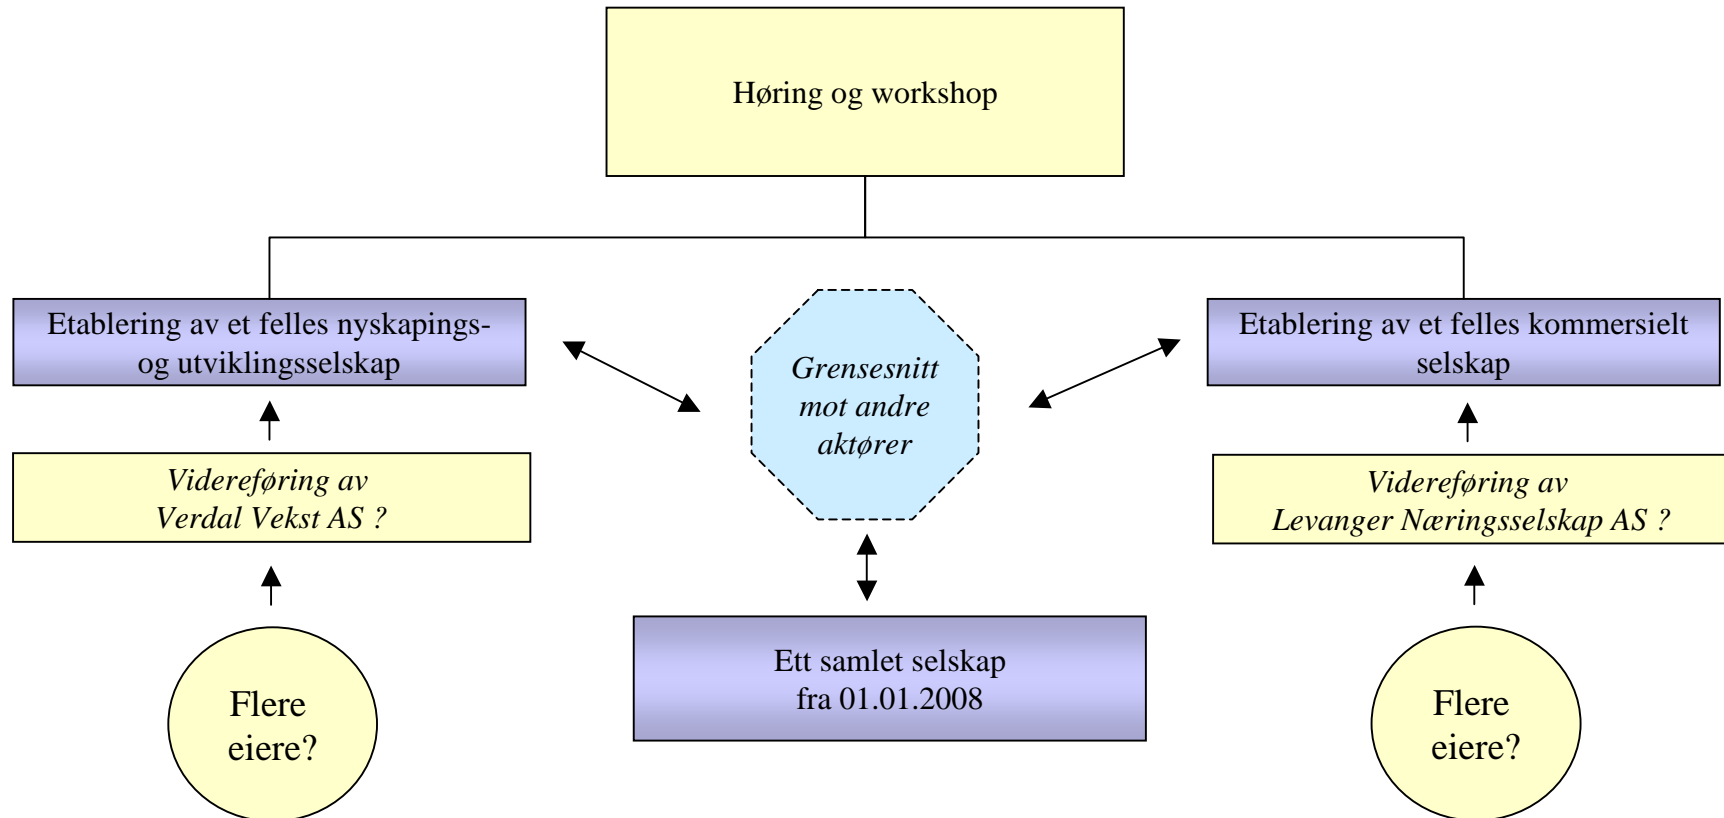 Høring og workshop
Etablering av et felles nyskapings-
og utviklingsselskap
Grensesnitt
mot andre
aktører
Etablering av et felles kommersielt
selskap
Videreføring av
Verdal Vekst AS ?
Videreføring av
Levanger Næringsselskap AS ?
Flere
eiere?
Ett samlet selskap
fra 01.01.2008
Flere
eiere?